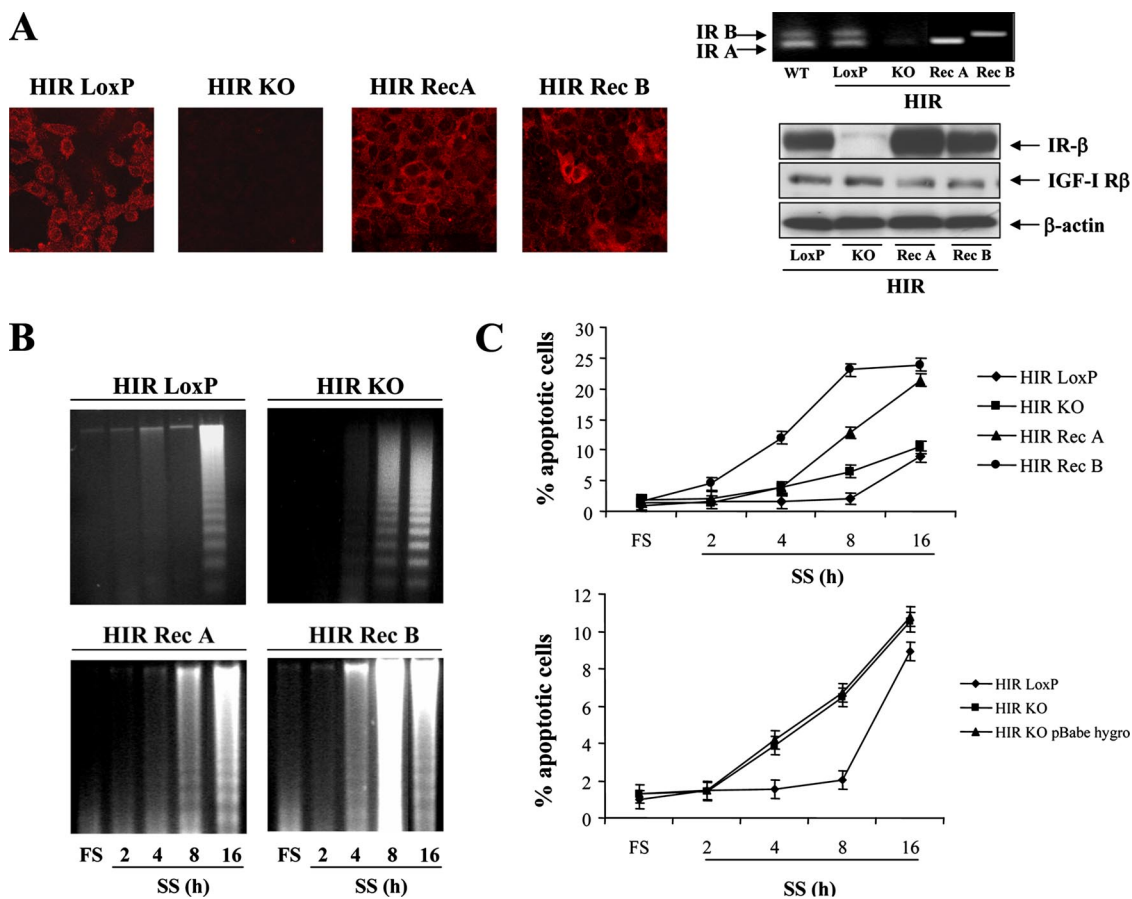 A
HIR LoxP HIR KO HIR RecA HIR Rec B
IR B
IR A
WT LoxP KO Rec A Rec B
HIR
IR-β
IGF-I Rβ
β-actin
LoxP KO Rec A Rec B
HIR
B
HIR LoxP HIR KO
HIR Rec A HIR Rec B
FS 2 4 8 16 FS 2 4 8 16
SS (h) SS (h)
C
% apoptotic cells
30
25
20
15
10
5
0
FS 2 4 8 16
SS (h)
HIR LoxP
HIR KO
HIR Rec A
HIR Rec B
% apoptotic cells
12
10
8
6
4
2
0
FS 2 4 8 16
SS (h)
HIR LoxP
HIR KO
HIR KO pBabe hygro